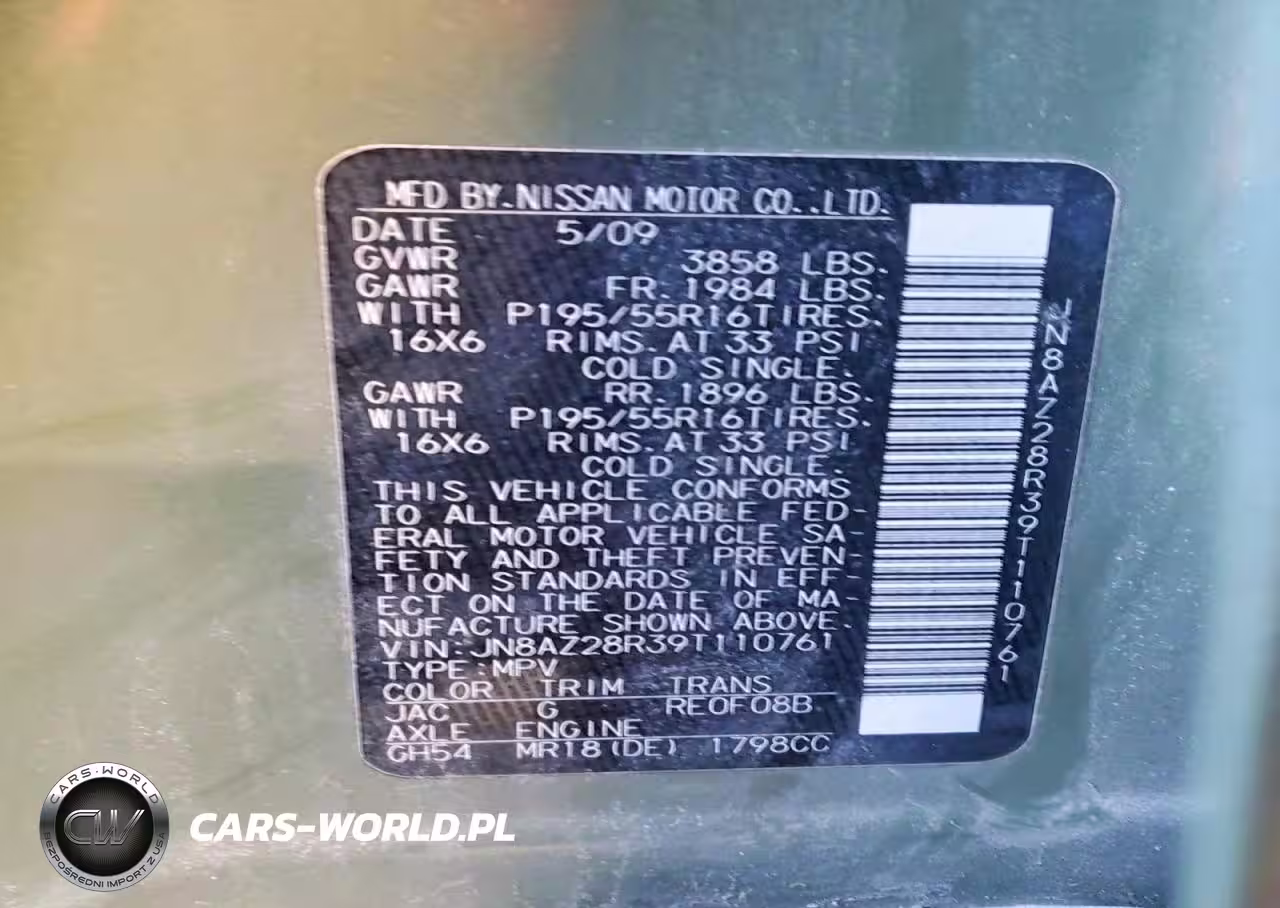 MFD BY.NISSAN MOTOR CO.,LTD.
DATE 5/09
GVWR 3858 LBS.
GAWR FR. 1984 LBS.
WITH P195/55R16TIRES.
16X6 RIMS. AT 33 PSI
COLD SINGLE.
GAWR RR. 1896 LBS.
WITH P195/55R16TIRES.
16X6 RIMS. AT 33 PSI
COLD SINGLE.
THIS VEHICLE CONFORMS
TO ALL APPLICABLE FED-
ERAL MOTOR VEHICLE SA-
FETY AND THEFT PREVEN-
TION STANDARDS IN EFF-
ECT ON THE DATE OF MA-
NUFACTURE SHOWN ABOVE.
VIN:JN8AZ28R39T110761
TYPE:MPV
COLOR TRIM TRANS
JAC G RE0F08B
AXLE ENGINE
GH54 MR18(DE) 1798CC
JN8AZ28R39T110761
CARS-WORLD
CW
BEZPOŚREDNI IMPORT Z USA
CARS-WORLD.PL